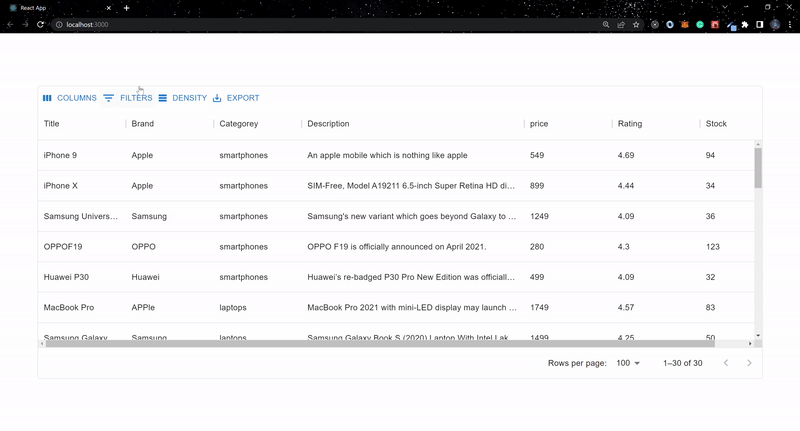 React App
localhost:3000
COLUMNS FILTERS DENSITY EXPORT
Title Brand Categorey Description price Rating Stock
iPhone 9 Apple smartphones An apple mobile which is nothing like apple 549 4.69 94
iPhone X Apple smartphones SIM-Free, Model A19211 6.5-inch Super Retina HD di... 899 4.44 34
Samsung Univers... Samsung smartphones Samsung's new variant which goes beyond Galaxy to ... 1249 4.09 36
OPPOF19 OPPO smartphones OPPO F19 is officially announced on April 2021. 280 4.3 123
Huawei P30 Huawei smartphones Huawei's re-badged P30 Pro New Edition was officiall... 499 4.09 32
MacBook Pro APPle laptops MacBook Pro 2021 with mini-LED display may launch ... 1749 4.57 83
Samsung Galaxy Samsung laptops Samsung Galaxy Book S (2020) Laptop With Intel Lak 1499 4.25 50
Rows per page: 100 1–30 of 30